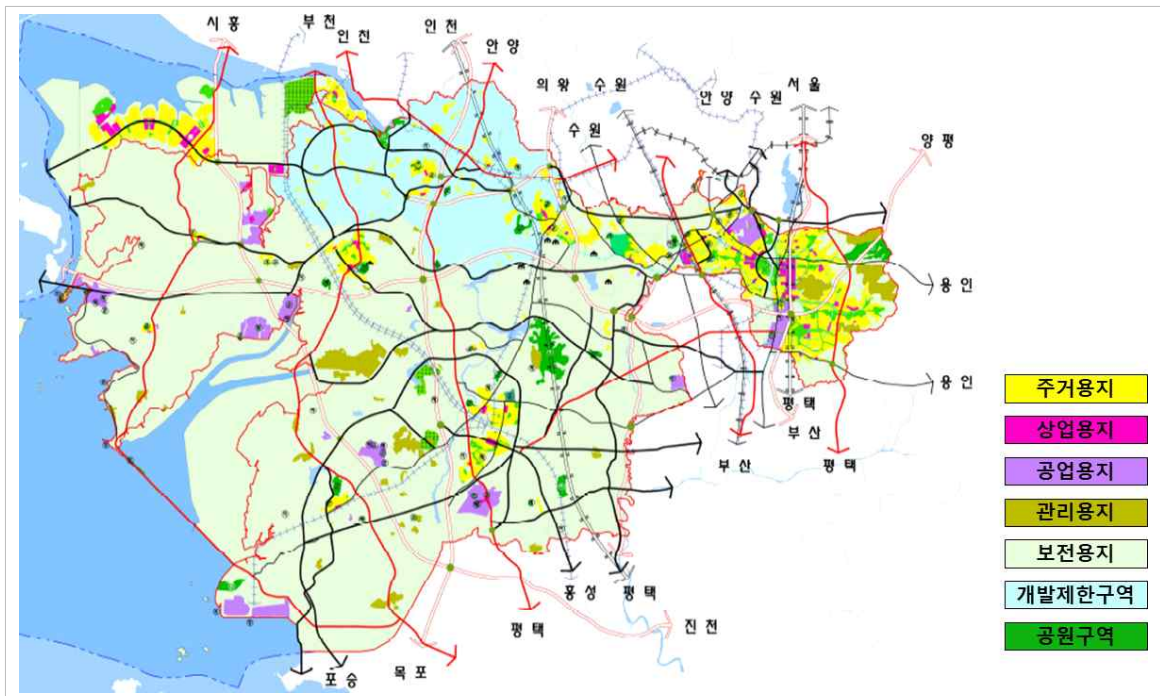 시흥
부천
인천
인천
안양
의왕
수원
수원
안양
수원
서울
양평
용인
용인
평택
부산
부산
평택
홍성
평택
평택
진천
목포
포승
주거용지
상업용지
공업용지
관리용지
보전용지
개발제한구역
공원구역